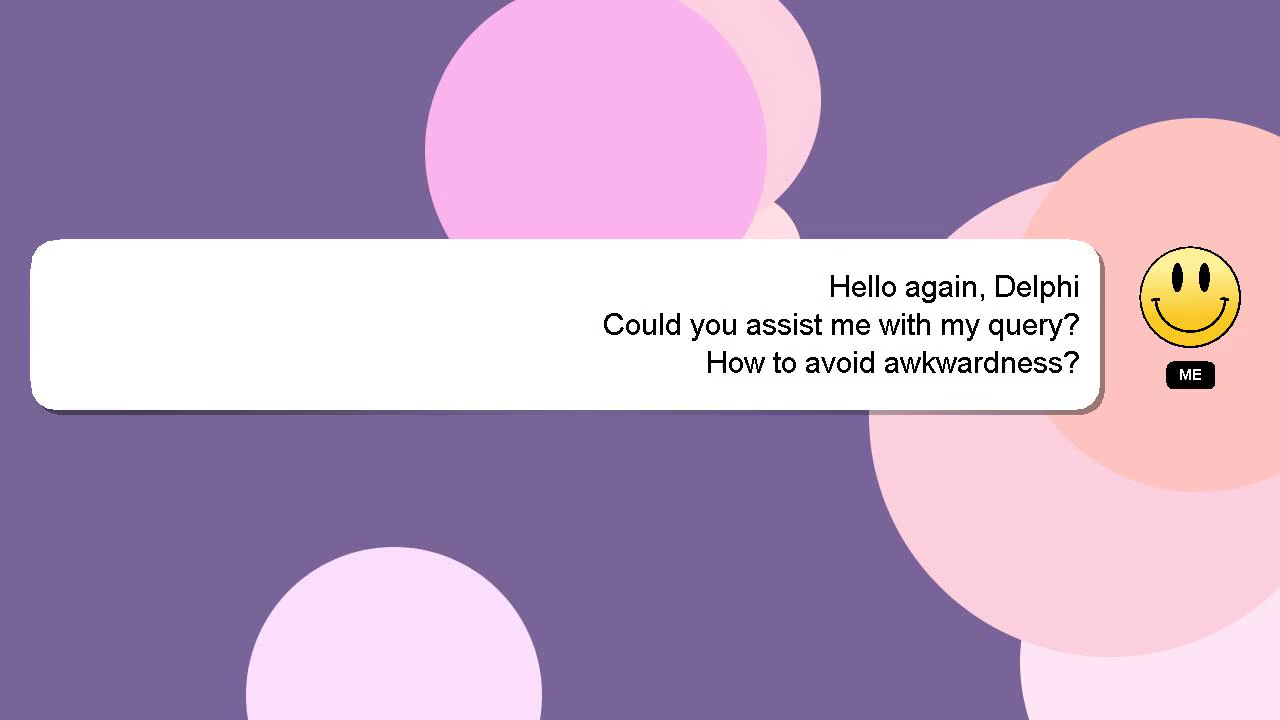 Hello again, Delphi
Could you assist me with my query?
How to avoid awkwardness?
ME